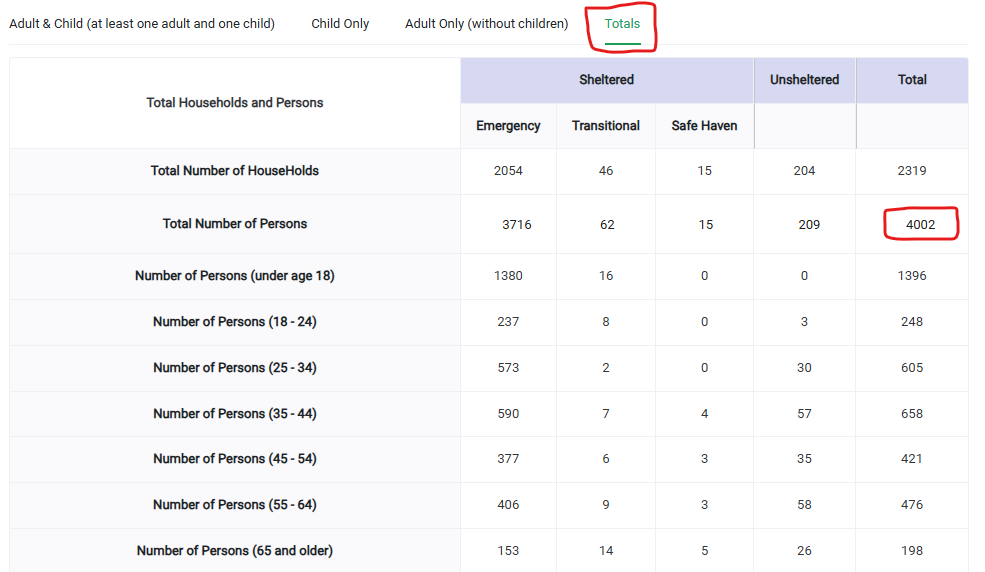 Adult & Child (at least one adult and one child) Child Only Adult Only (without children) Totals
Total Households and Persons Sheltered Unsheltered Total
Emergency Transitional Safe Haven
Total Number of HouseHolds 2054 46 15 204 2319
Total Number of Persons 3716 62 15 209 4002
Number of Persons (under age 18) 1380 16 0 0 1396
Number of Persons (18 - 24) 237 8 0 3 248
Number of Persons (25 - 34) 573 2 0 30 605
Number of Persons (35 - 44) 590 7 4 57 658
Number of Persons (45 - 54) 377 6 3 35 421
Number of Persons (55 - 64) 406 9 3 58 476
Number of Persons (65 and older) 153 14 5 26 198